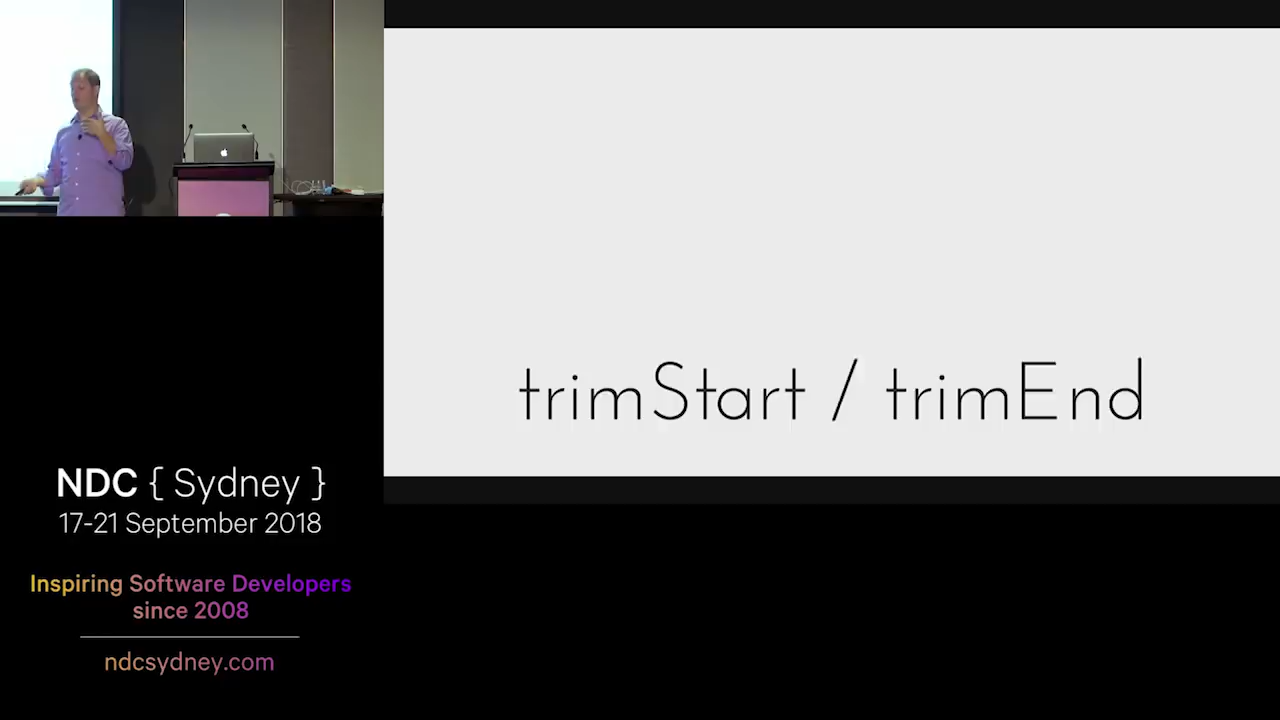 trimStart / trimEnd
NDC { Sydney }
17-21 September 2018
Inspiring Software Developers
since 2008
ndcsydney.com